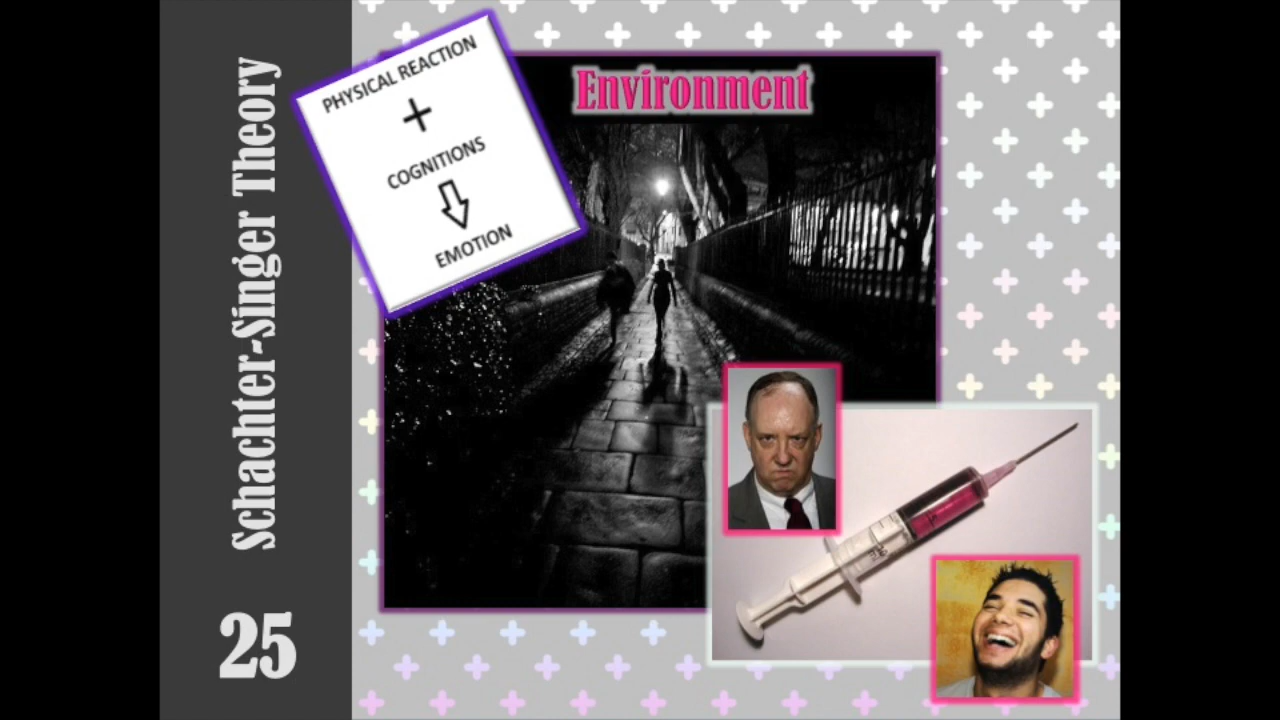 Schachter-Singer Theory
25
PHYSICAL REACTION
+
COGNITIONS
EMOTION
Environment